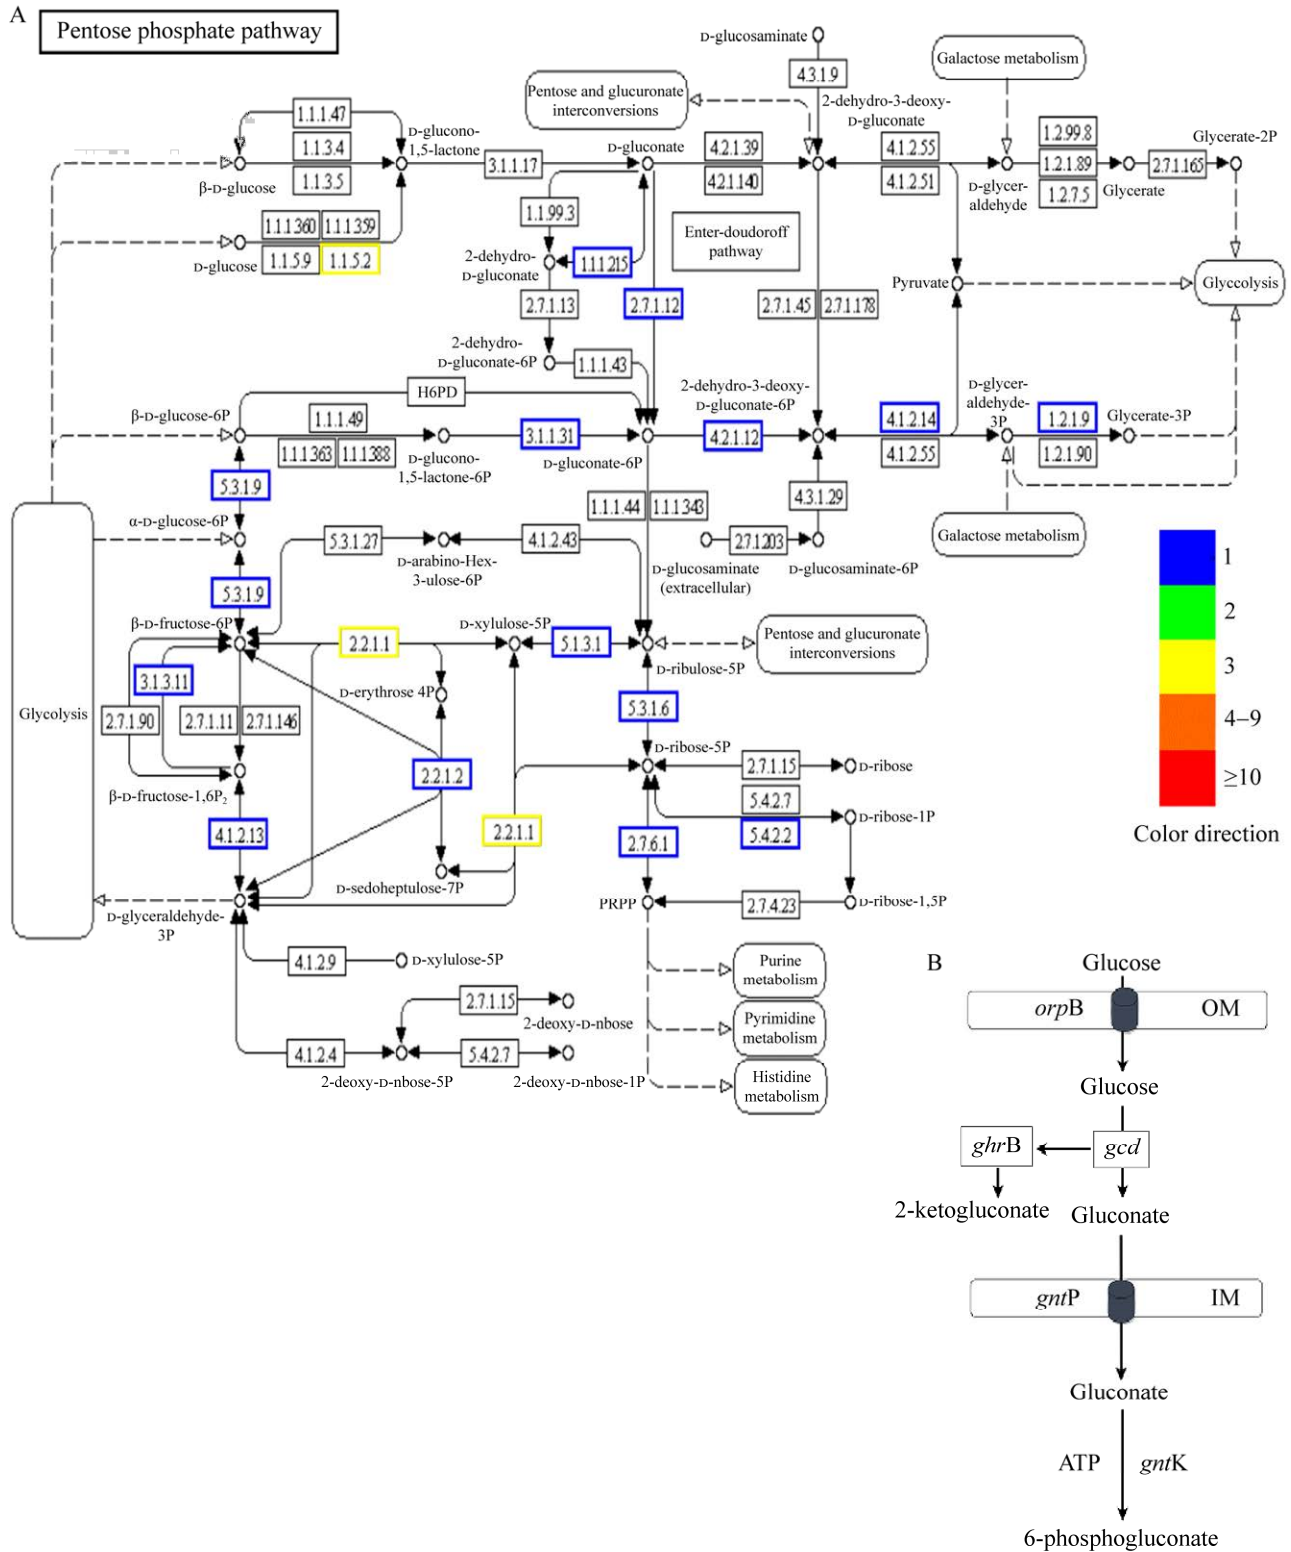 A
Pentose phosphate pathway
D-glucosaminate
4.3.1.9
Galactose metabolism
Pentose and glucuronate
interconversions
2-dehydro-3-deoxy-
D-gluconate
1.1.1.47
1.1.3.4
1.1.3.5
D-glucono-
1,5-lactone
3.1.1.17
D-gluconate
4.2.1.39
4.2.1.140
4.1.2.55
4.1.2.51
1.2.99.8
1.2.1.89
1.2.7.5
Glycerate-2P
2.7.1.165
β-D-glucose
D-glycer-
aldehyde
Glycerate
1.1.1.360
1.1.1.359
1.1.5.9
1.1.5.2
D-glucose
1.1.99.3
Enter-doudoroff
pathway
2-dehydro-
D-gluconate
1.1.1.215
2.7.1.13
2.7.1.12
2.7.1.45
2.7.1.178
Pyruvate
Glyccolysis
2-dehydro-
D-gluconate-6P
1.1.1.43
H6PD
2-dehydro-3-deoxy-
D-gluconate-6P
D-glycer-
aldehyde-
3P
β-D-glucose-6P
1.1.1.49
1.1.1.363
1.1.1.388
D-glucono-
1,5-lactone-6P
3.1.1.31
D-gluconate-6P
4.2.1.12
4.1.2.14
4.1.2.55
1.2.1.9
1.2.1.90
Glycerate-3P
5.3.1.9
α-D-glucose-6P
1.1.1.44
1.1.1.343
4.3.1.29
5.3.1.27
D-arabino-Hex-
3-ulose-6P
4.1.2.43
2.7.1.203
D-glucosaminate
(extracellular)
D-glucosaminate-6P
Galactose metabolism
5.3.1.9
β-D-fructose-6P
2.2.1.1
D-xylulose-5P
5.1.3.1
D-ribulose-5P
Pentose and glucuronate
interconversions
3.1.3.11
D-erythrose 4P
5.3.1.6
Glycolysis
2.7.1.90
2.7.1.11
2.7.1.146
D-ribose-5P
2.2.1.2
2.7.1.15
D-ribose
β-D-fructose-1,6P₂
5.4.2.7
5.4.2.2
D-ribose-1P
4.1.2.13
2.2.1.1
2.7.6.1
D-sedoheptulose-7P
PRPP
2.7.4.23
D-ribose-1,5P
D-glyceraldehyde-
3P
4.1.2.9
D-xylulose-5P
2.7.1.15
2-deoxy-D-nbose
4.1.2.4
5.4.2.7
2-deoxy-D-nbose-5P
2-deoxy-D-nbose-1P
Purine
metabolism
Pyrimidine
metabolism
Histidine
metabolism
1
2
3
4–9
≥10
Color direction
B
Glucose
orpB
OM
Glucose
ghrB
gcd
2-ketogluconate
Gluconate
gntP
IM
Gluconate
ATP
gntK
6-phosphogluconate